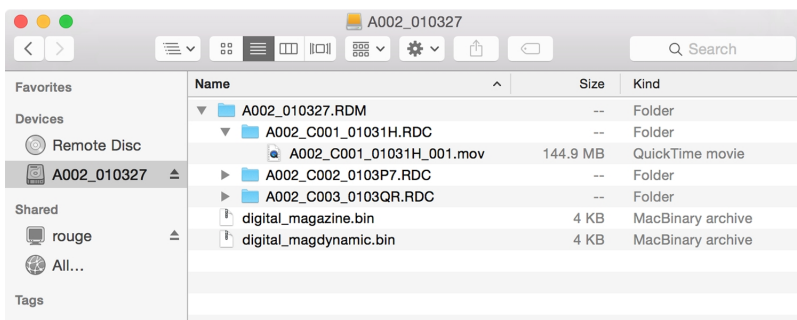 A002_010327
Search
Favorites
Devices
Remote Disc
A002_010327
Shared
rouge
All...
Tags
Name Size Kind
A002_010327.RDM -- Folder
A002_C001_01031H.RDC -- Folder
A002_C001_01031H_001.mov 144.9 MB QuickTime movie
A002_C002_0103P7.RDC -- Folder
A002_C003_0103QR.RDC -- Folder
digital_magazine.bin 4 KB MacBinary archive
digital_magdynamic.bin 4 KB MacBinary archive